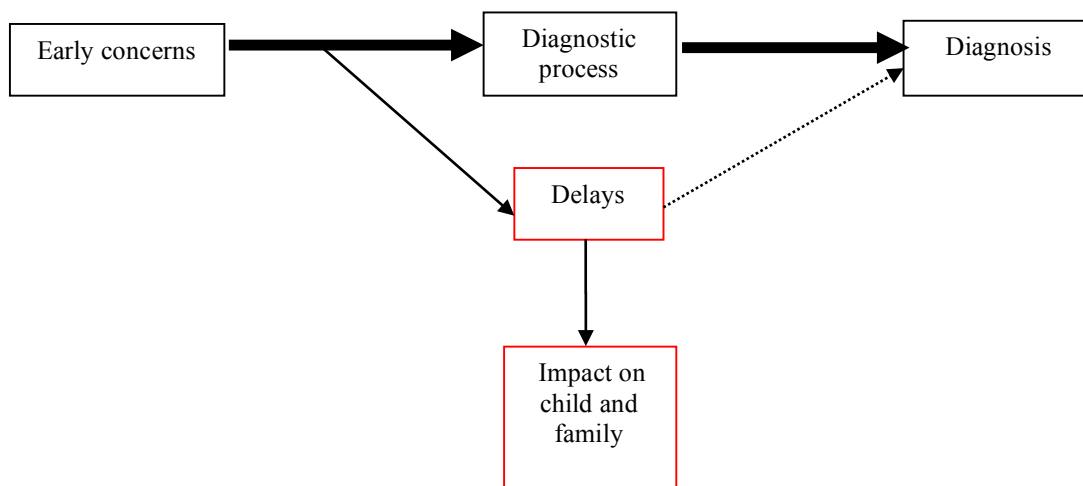 Early concerns
Diagnostic
process
Diagnosis
Delays
Impact on
child and
family